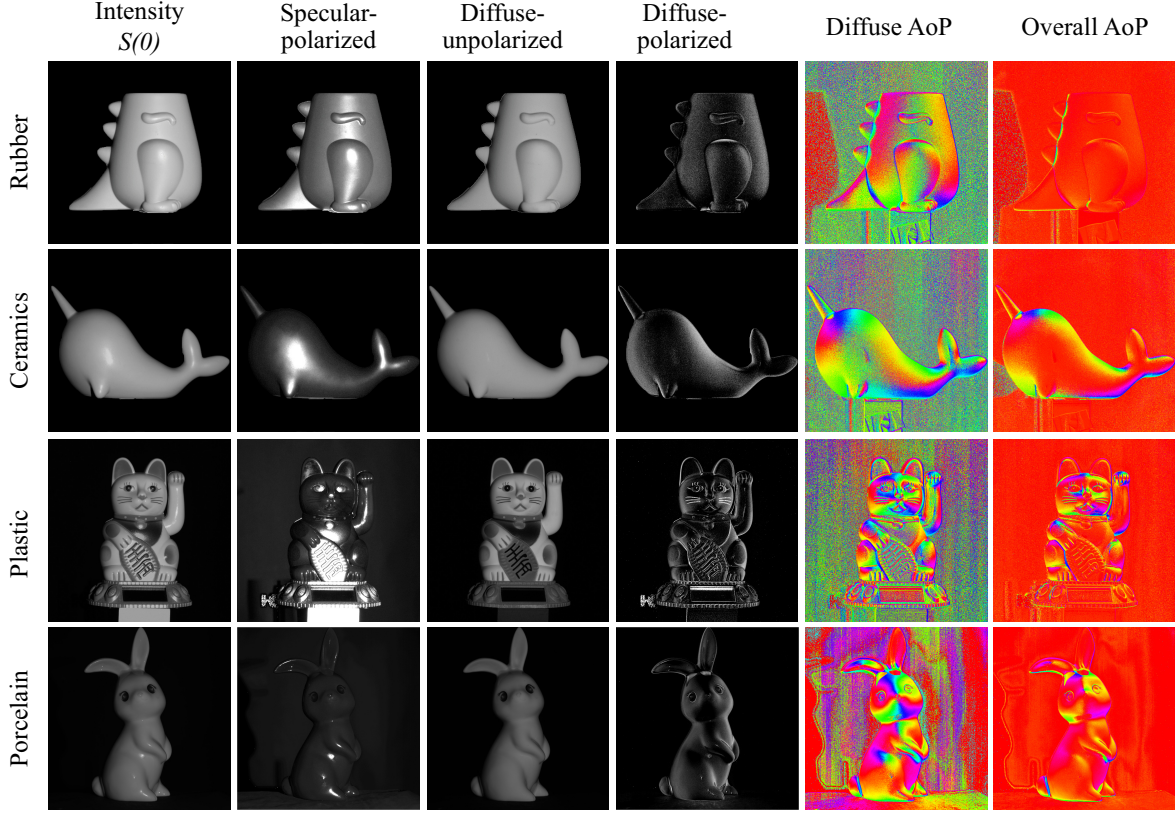 Intensity
S(0)
Specular-
polarized
Diffuse-
unpolarized
Diffuse-
polarized
Diffuse AoP
Overall AoP
Rubber
Ceramics
Plastic
Porcelain